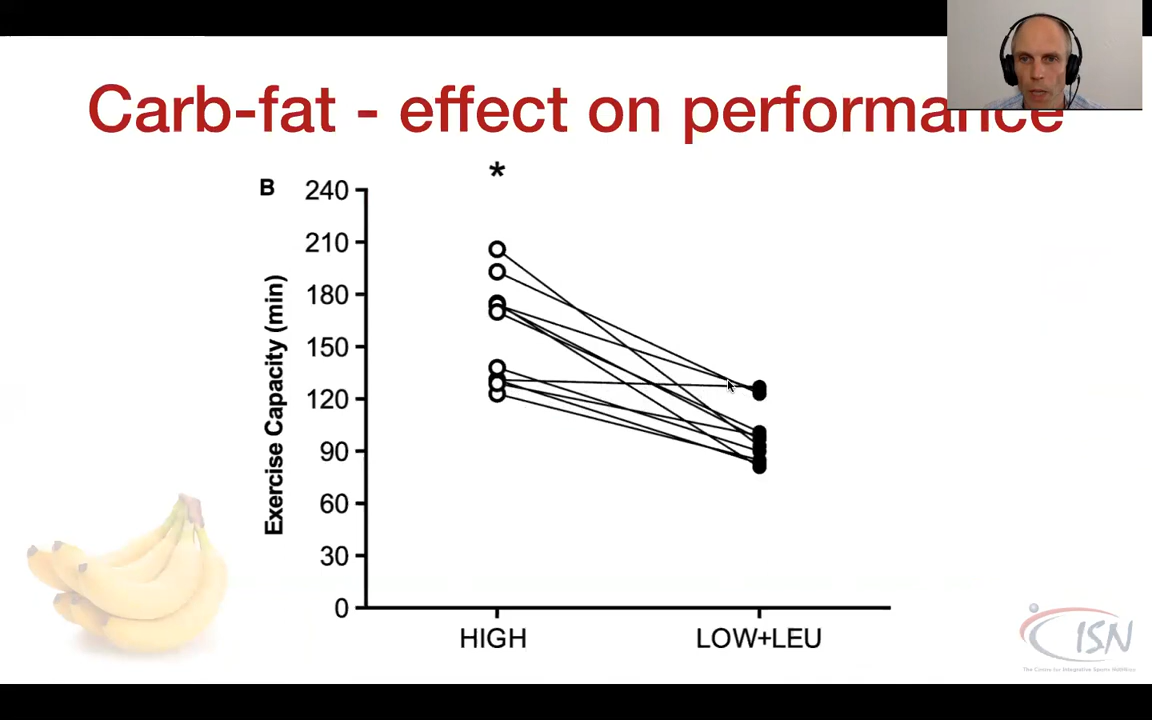 Carb-fat - effect on performance
*
B
240
210
180
150
120
90
60
30
0
Exercise Capacity (min)
HIGH
LOW+LEU
CISN
The Centre for Integrative Sports Nutrition